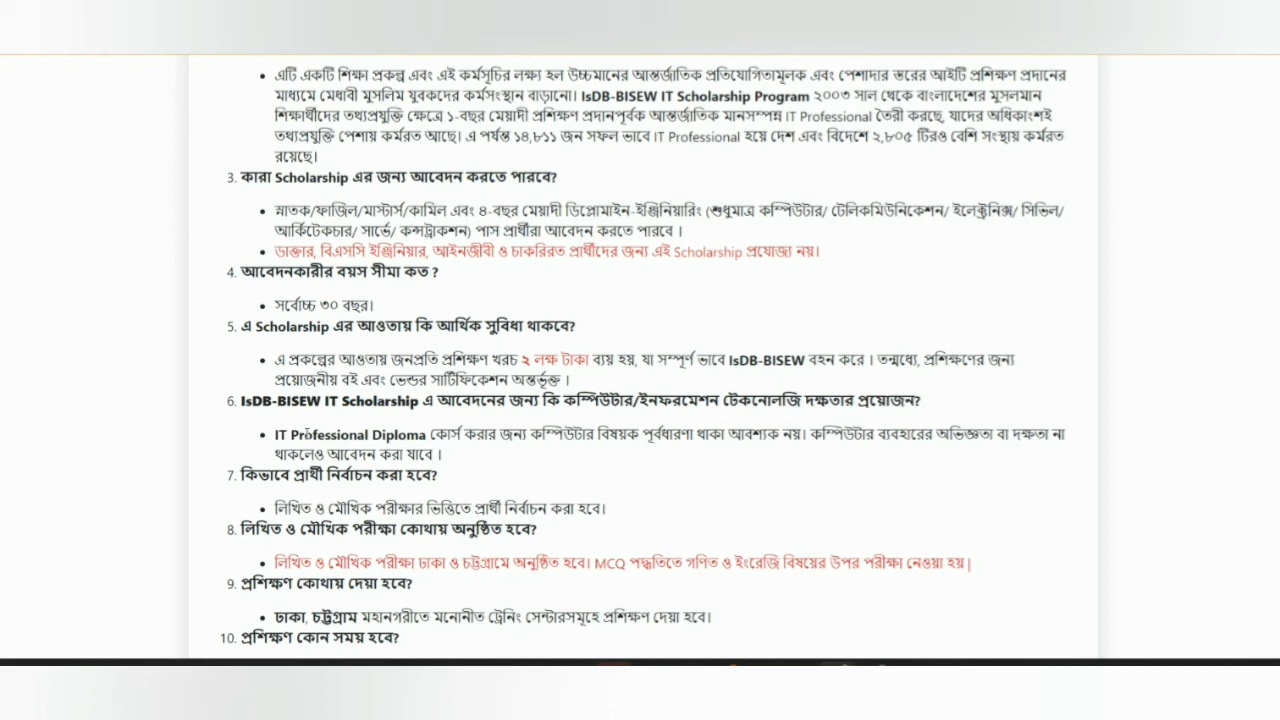 • এটি একটি শিক্ষা প্রকল্প এবং এই কর্মসূচির লক্ষ্য হল উচ্চমানের আন্তর্জাতিক প্রতিযোগিতামূলক এবং পেশাদার স্তরের আইটি প্রশিক্ষণ প্রদানের
মাধ্যমে মেধাবী মুসলিম যুবকদের কর্মসংস্থান বাড়ানো। IsDB-BISEW IT Scholarship Program ২০০৩ সাল থেকে বাংলাদেশের মুসলমান
শিক্ষার্থীদের তথ্যপ্রযুক্তি ক্ষেত্রে ১-বছর মেয়াদী প্রশিক্ষণ প্রদানপূর্বক আন্তর্জাতিক মানসম্পন্ন IT Professional তৈরী করছে, যাদের অধিকাংশই
তথ্যপ্রযুক্তি পেশায় কর্মরত আছে। এ পর্যন্ত ১৪,৮১১ জন সফল ভাবে IT Professional হয়ে দেশ এবং বিদেশে ২,৮০৫ টিরও বেশি সংস্থায় কর্মরত
রয়েছে।
3. কারা Scholarship এর জন্য আবেদন করতে পারবে?
• স্নাতক/ফাজিল/মাস্টার্স/কামিল এবং ৪-বছর মেয়াদী ডিপ্লোমাইন-ইঞ্জিনিয়ারিং (শুধুমাত্র কম্পিউটার/ টেলিকমিউনিকেশন/ ইলেক্ট্রনিক্স/ সিভিল/
আর্কিটেকচার/ সার্ভে/ কন্সট্রাকশন) পাস প্রার্থীরা আবেদন করতে পারবে ।
• ডাক্তার, বিএসসি ইঞ্জিনিয়ার, আইনজীবী ও চাকরিরত প্রার্থীদের জন্য এই Scholarship প্রযোজ্য নয়।
4. আবেদনকারীর বয়স সীমা কত ?
• সর্বোচ্চ ৩০ বছর।
5. এ Scholarship এর আওতায় কি আর্থিক সুবিধা থাকবে?
• এ প্রকল্পের আওতায় জনপ্রতি প্রশিক্ষণ খরচ ২ লক্ষ টাকা ব্যয় হয়, যা সম্পূর্ণ ভাবে IsDB-BISEW বহন করে । তন্মধ্যে, প্রশিক্ষণের জন্য
প্রয়োজনীয় বই এবং ভেন্ডর সার্টিফিকেশন অন্তর্ভূক্ত ।
6. IsDB-BISEW IT Scholarship এ আবেদনের জন্য কি কম্পিউটার/ইনফরমেশন টেকনোলজি দক্ষতার প্রয়োজন?
• IT Professional Diploma কোর্স করার জন্য কম্পিউটার বিষয়ক পূর্বধারণা থাকা আবশ্যক নয়। কম্পিউটার ব্যবহারের অভিজ্ঞতা বা দক্ষতা না
থাকলেও আবেদন করা যাবে ।
7. কিভাবে প্রার্থী নির্বাচন করা হবে?
• লিখিত ও মৌখিক পরীক্ষার ভিত্তিতে প্রার্থী নির্বাচন করা হবে।
8. লিখিত ও মৌখিক পরীক্ষা কোথায় অনুষ্ঠিত হবে?
• লিখিত ও মৌখিক পরীক্ষা ঢাকা ও চট্টগ্রামে অনুষ্ঠিত হবে। MCQ পদ্ধতিতে গণিত ও ইংরেজি বিষয়ের উপর পরীক্ষা নেওয়া হয়|
9. প্রশিক্ষণ কোথায় দেয়া হবে?
• ঢাকা, চট্টগ্রাম মহানগরীতে মনোনীত ট্রেনিং সেন্টারসমূহে প্রশিক্ষণ দেয়া হবে।
10. প্রশিক্ষণ কোন সময় হবে?